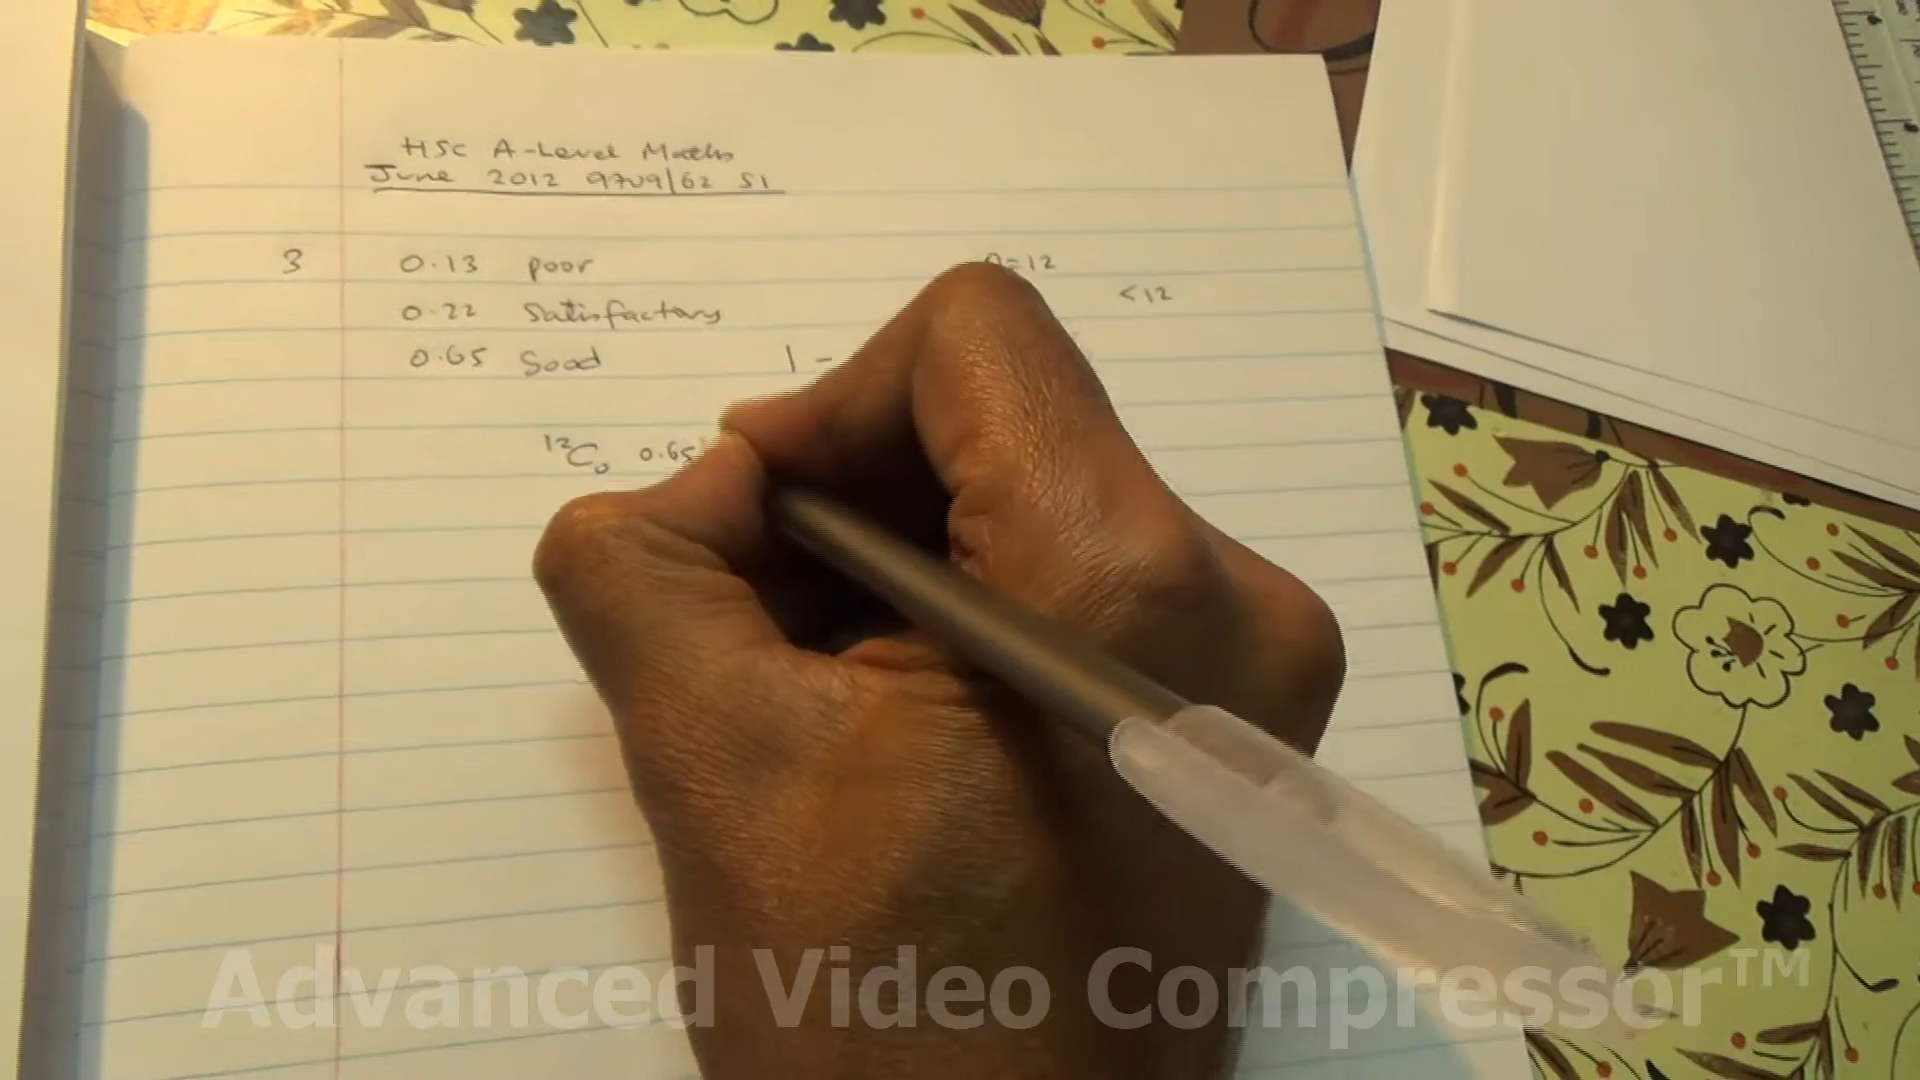 HSC A-Level Maths
June 2012 9709/62 S1
3 0.13 poor n=12
0.22 Satisfactory <12
0.65 Good 1 -
¹²C₀ 0.65
Advanced Video Compressor™